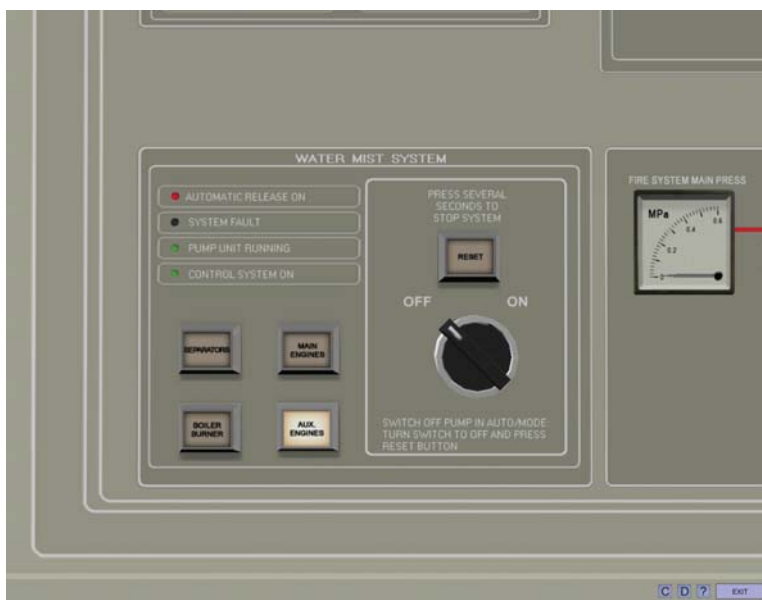 WATER MIST SYSTEM
AUTOMATIC RELEASE ON
SYSTEM FAULT
PUMP UNIT RUNNING
CONTROL SYSTEM ON
SEPARATORS
MAIN
ENGINES
BOILER
BURNER
AUX.
ENGINES
PRESS SEVERAL
SECONDS TO
STOP SYSTEM
RESET
OFF
ON
SWITCH OFF PUMP IN AUTO/MODE:
TURN SWITCH TO OFF AND PRESS
RESET BUTTON
FIRE SYSTEM MAIN PRESS
MPa
0
0.2
0.4
0.6
C D ? EXIT